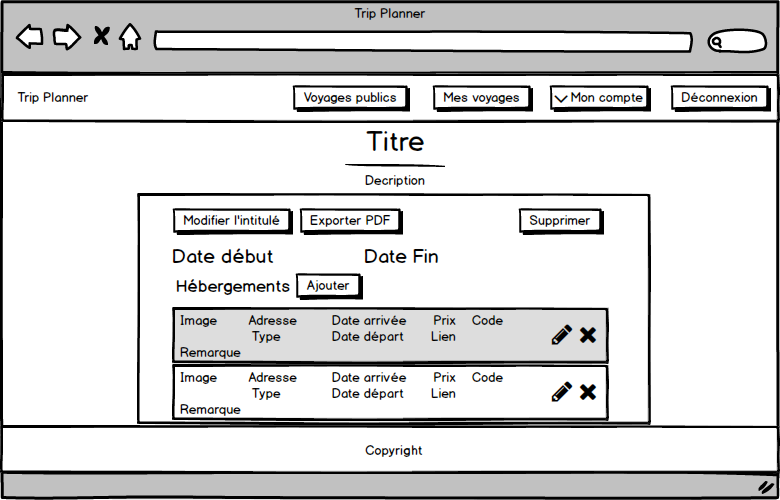 Trip Planner
Trip Planner Voyages publics Mes voyages Mon compte Déconnexion
Titre
Decription
Modifier l'intitulé Exporter PDF Supprimer
Date début Date Fin
Hébergements Ajouter
Image Adresse Date arrivée Prix Code
Type Date départ Lien
Remarque
Image Adresse Date arrivée Prix Code
Type Date départ Lien
Remarque
Copyright